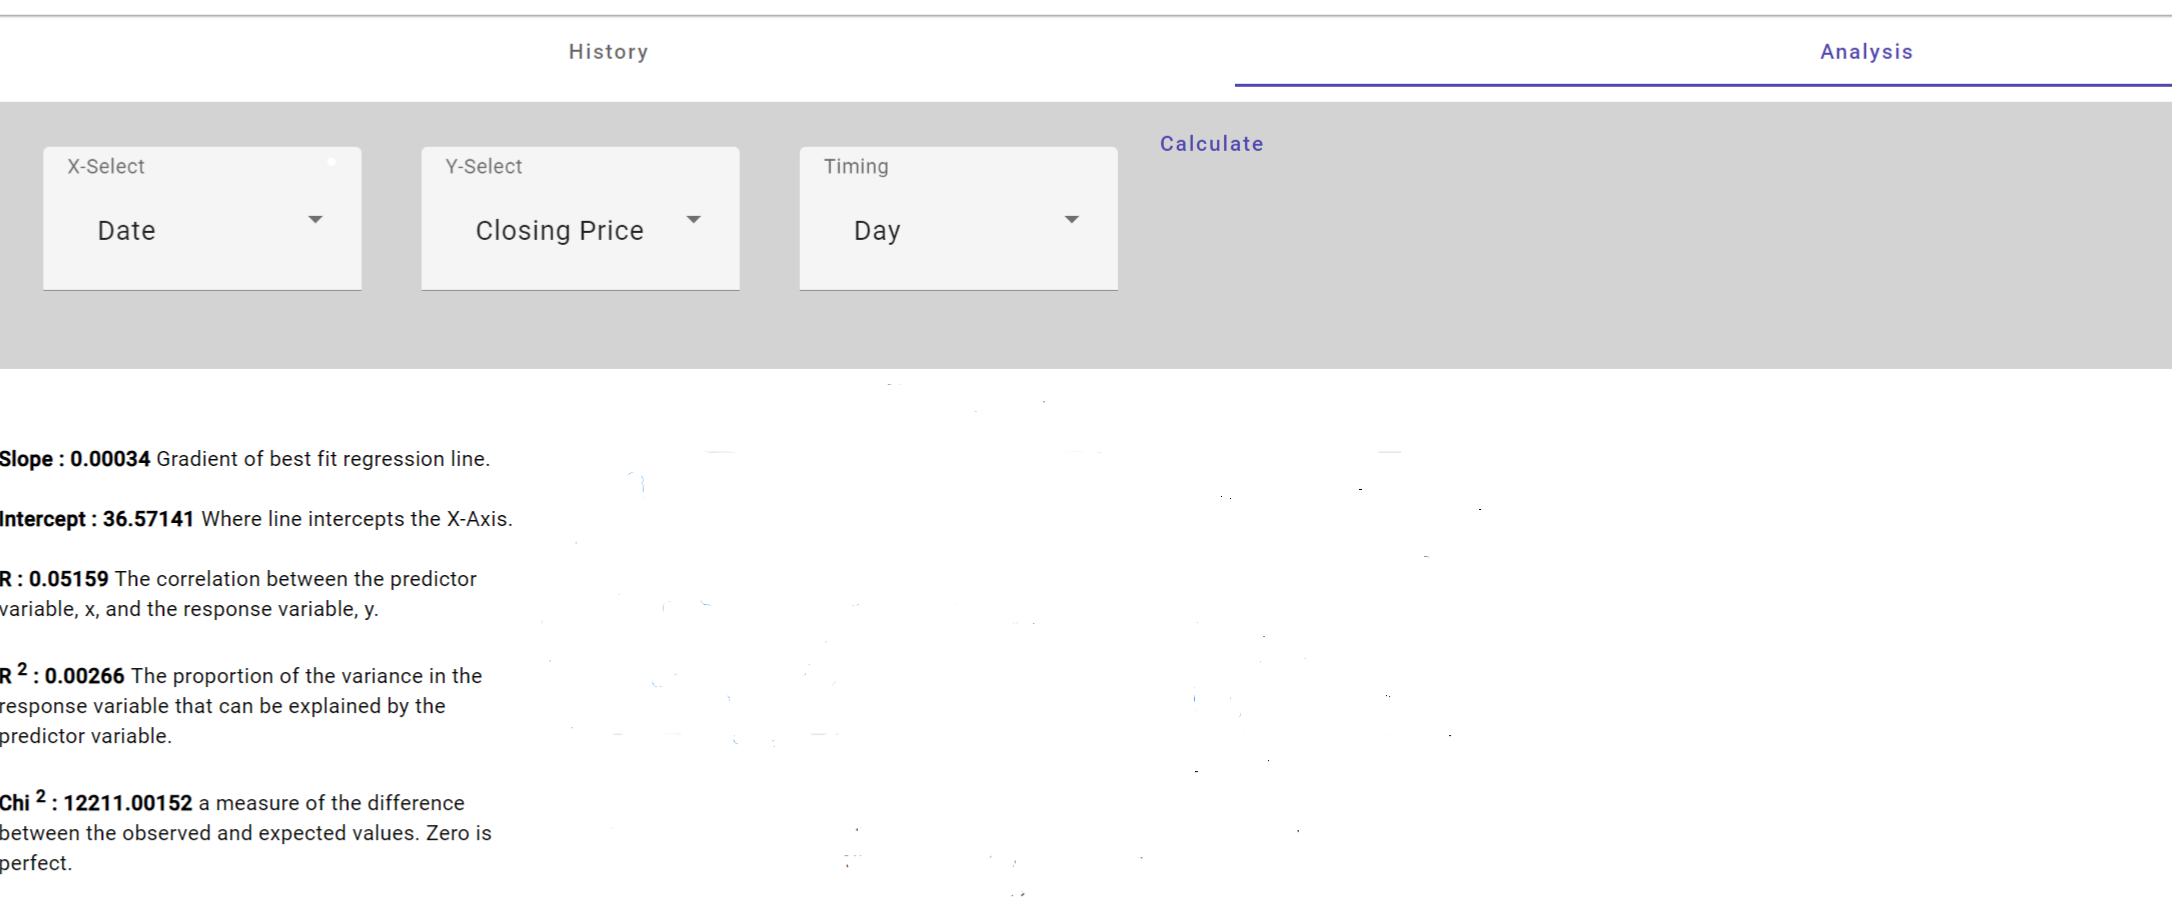 History
Analysis
X-Select
Y-Select
Timing
Calculate
Date
Closing Price
Day
Slope : 0.00034 Gradient of best fit regression line.
Intercept : 36.57141 Where line intercepts the X-Axis.
R : 0.05159 The correlation between the predictor
variable, x, and the response variable, y.
R 2 : 0.00266 The proportion of the variance in the
response variable that can be explained by the
predictor variable.
Chi 2 : 12211.00152 a measure of the difference
between the observed and expected values. Zero is
perfect.